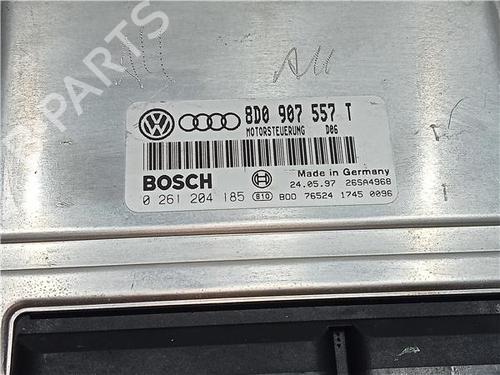 8D0 907 557 T
MOTORSTEUERUNG D06
BOSCH
Made in Germany
24.05.97 26SA4968
0 261 204 185 810 BOO 76524 1745 0096
B-PARTS